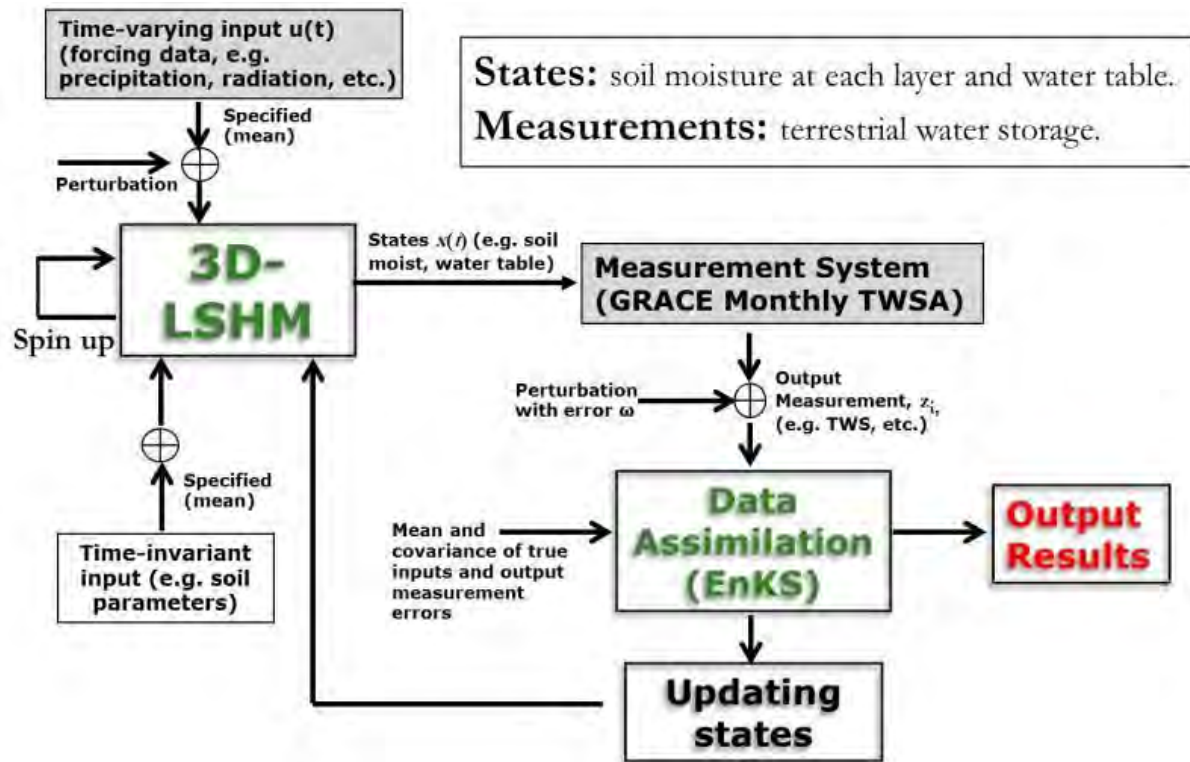 Time-varying input u(t)
(forcing data, e.g.
precipitation, radiation, etc.)
States: soil moisture at each layer and water table.
Measurements: terrestrial water storage.
Specified
(mean)
Perturbation
3D-
LSHM
Spin up
States x(t) (e.g. soil
moist, water table)
Measurement System
(GRACE Monthly TWSA)
Perturbation
with error ω
Output
Measurement, zi,
(e.g. TWS, etc.)
Specified
(mean)
Time-invariant
input (e.g. soil
parameters)
Mean and
covariance of true
inputs and output
measurement
errors
Data
Assimilation
(EnKS)
Output
Results
Updating
states